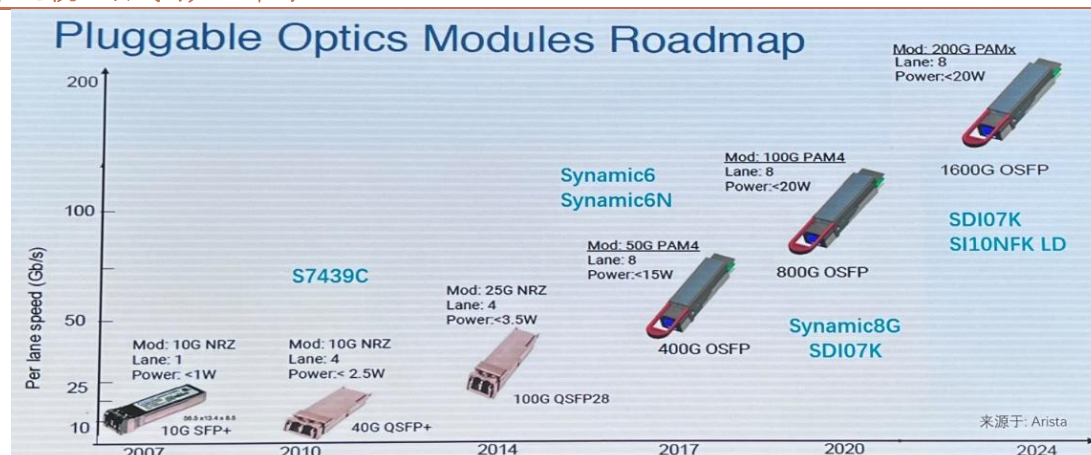 Pluggable Optics Modules Roadmap
Mod: 200G PAMx
Lane: 8
Power:<20W
1600G OSFP
200
Synamic6
Synamic6N
Mod: 100G PAM4
Lane: 8
Power:<20W
800G OSFP
100
SDI07K
SI10NFK LD
Mod: 50G PAM4
Lane: 8
Power:<15W
400G OSFP
S7439C
Mod: 25G NRZ
Lane: 4
Power:<3.5W
100G QSFP28
Synamic8G
SDI07K
50
Per lane speed (Gb/s)
Mod: 10G NRZ
Lane: 1
Power: <1W
10G SFP+
Mod: 10G NRZ
Lane: 4
Power:< 2.5W
40G QSFP+
25
10
来源于: Arista
2007
2010
2014
2017
2020
2024